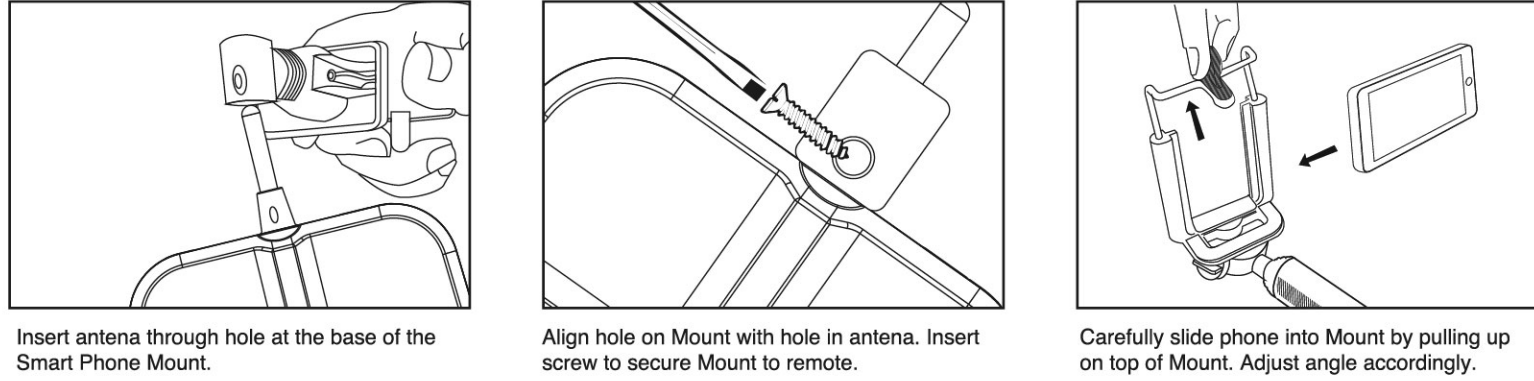 Insert antena through hole at the base of the
Smart Phone Mount.
Align hole on Mount with hole in antena. Insert
screw to secure Mount to remote.
Carefully slide phone into Mount by pulling up
on top of Mount. Adjust angle accordingly.